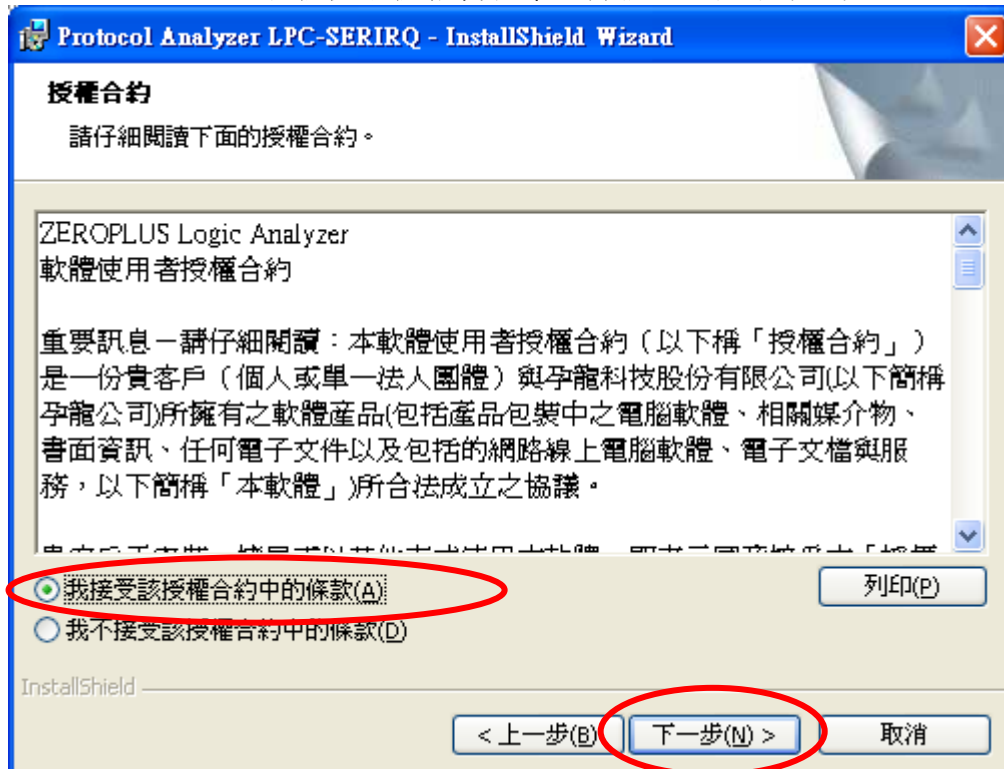 Protocol Analyzer LPC-SERIRQ - InstallShield Wizard
授權合約
請仔細閱讀下面的授權合約。
ZEROPLUS Logic Analyzer
軟體使用者授權合約
重要訊息－請仔細閱讀：本軟體使用者授權合約（以下稱「授權合約」）
是一份貴客戶（個人或單一法人團體）與孕龍科技股份有限公司(以下簡稱
孕龍公司)所擁有之軟體產品(包括產品包裝中之電腦軟體、相關媒介物、
書面資訊、任何電子文件以及包括的網路線上電腦軟體、電子文檔與服
務，以下簡稱「本軟體」)所合法成立之協議。
我接受該授權合約中的條款(A)
列印(P)
我不接受該授權合約中的條款(D)
InstallShield
< 上一步(B)
下一步(N) >
取消